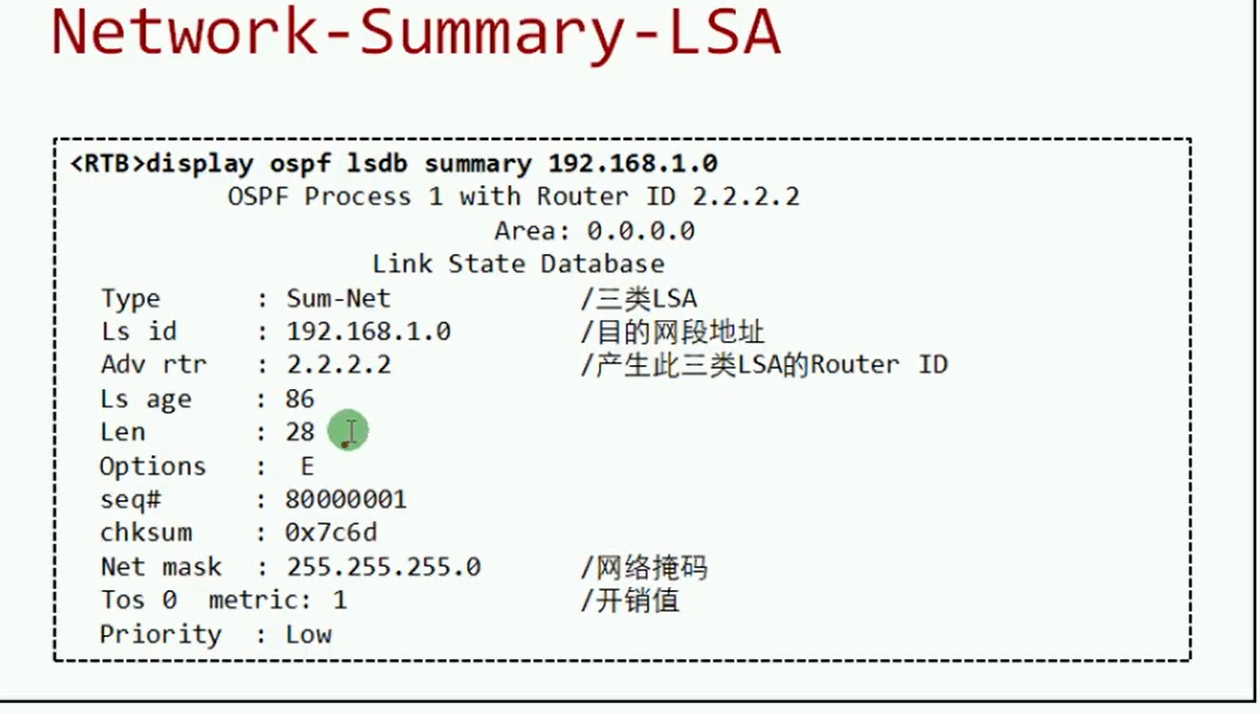 Network-Summary-LSA
<RTB>display ospf lsdb summary 192.168.1.0
OSPF Process 1 with Router ID 2.2.2.2
Area: 0.0.0.0
Link State Database
Type : Sum-Net /三类LSA
Ls id : 192.168.1.0 /目的网段地址
Adv rtr : 2.2.2.2 /产生此三类LSA的Router ID
Ls age : 86
Len : 28
Options : E
seq# : 80000001
chksum : 0x7c6d
Net mask : 255.255.255.0 /网络掩码
Tos 0 metric: 1 /开销值
Priority : Low